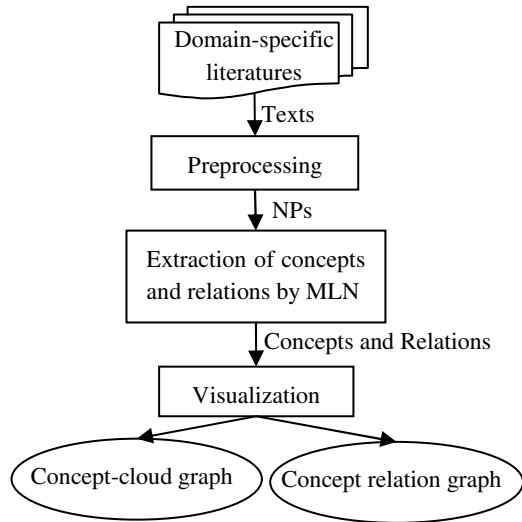 Domain-specific
literatures
Texts
Preprocessing
NPs
Extraction of concepts
and relations by MLN
Concepts and Relations
Visualization
Concept-cloud graph
Concept relation graph